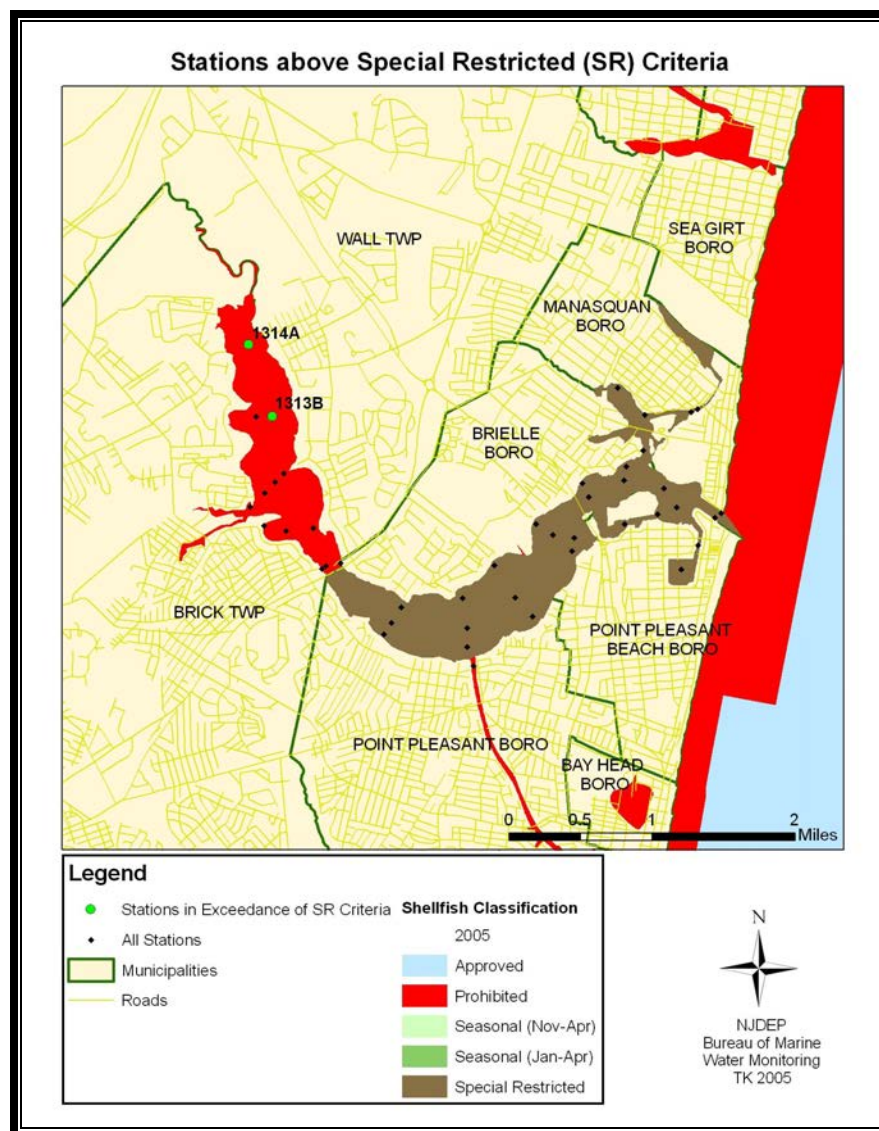 Stations above Special Restricted (SR) Criteria
SEA GIRT
BORO
WALL TWP
MANASQUAN
BORO
1314A
1313B
BRIELLE
BORO
BRICK TWP
POINT PLEASANT
BEACH BORO
POINT PLEASANT BORO
BAY HEAD
BORO
0 0.5 1 2
Miles
Legend
Stations in Exceedance of SR Criteria
All Stations
Municipalities
Roads
Shellfish Classification
2005
Approved
Prohibited
Seasonal (Nov-Apr)
Seasonal (Jan-Apr)
Special Restricted
N
NJDEP
Bureau of Marine
Water Monitoring
TK 2005